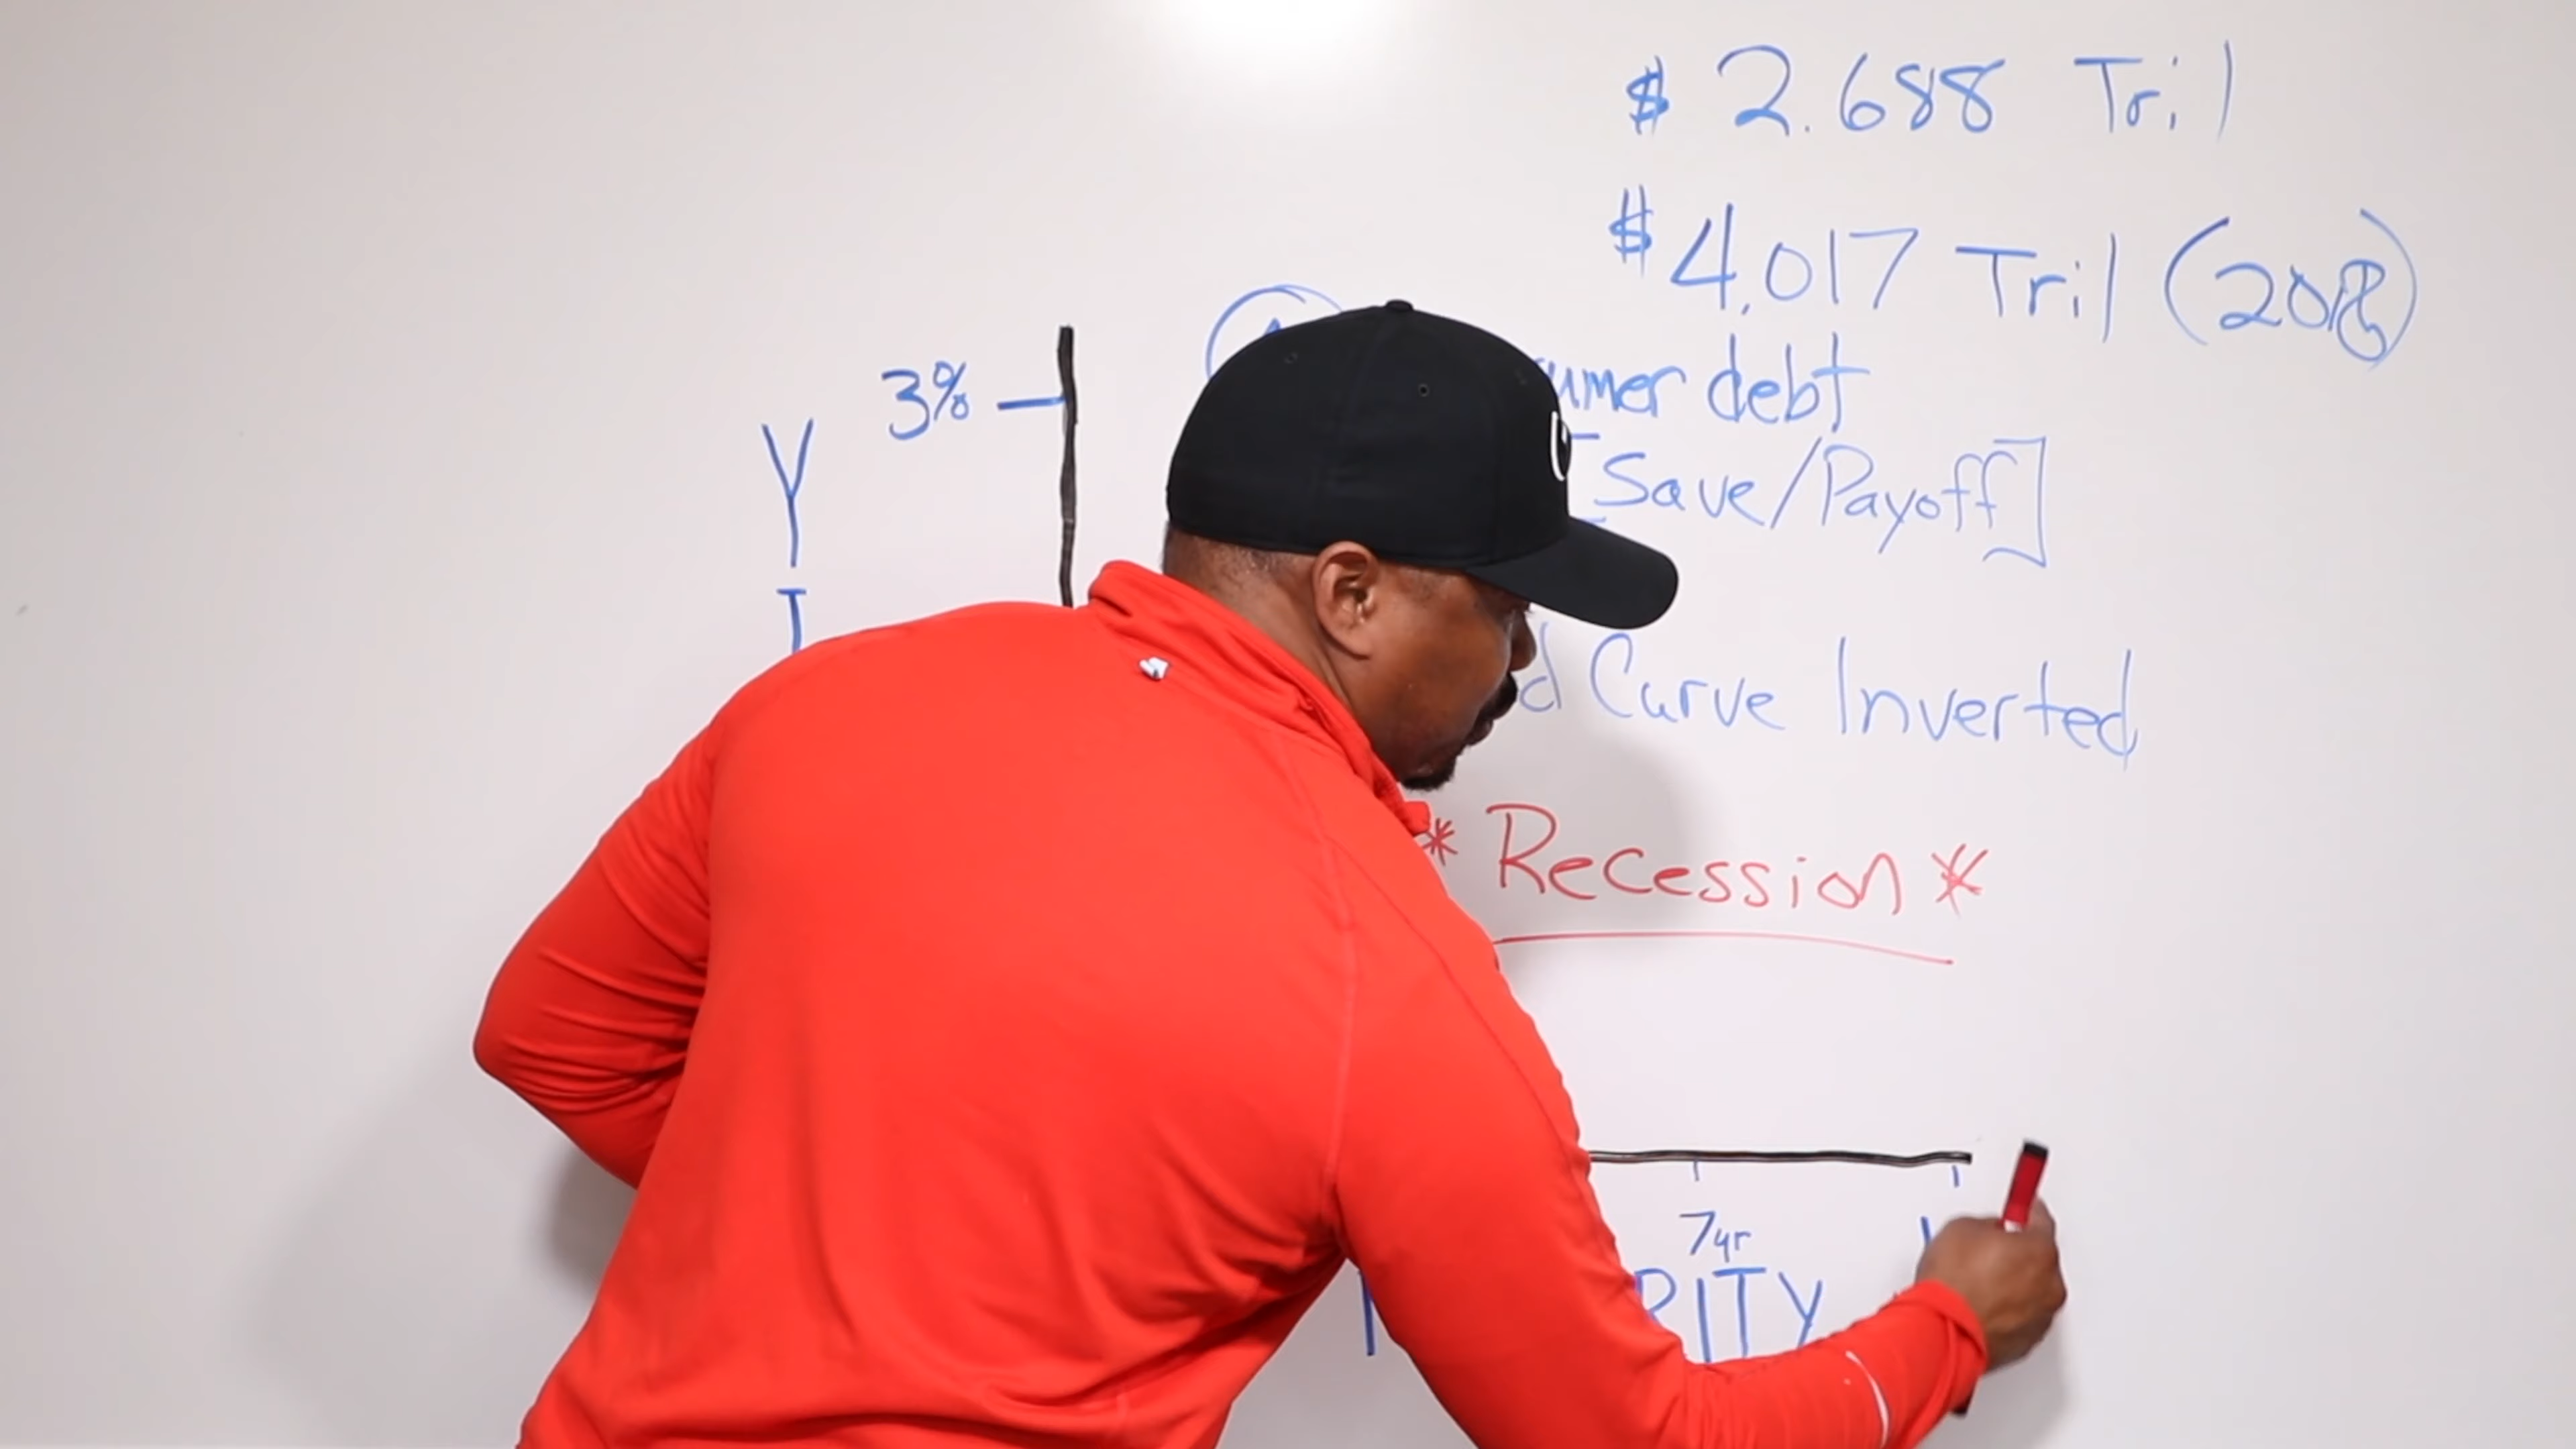 $ 2.688 Tril
$ 4.017 Tril (2018)
3%
umer debt
[Save/Payoff]
Y
I
d Curve Inverted
* Recession *
7yr
RITY